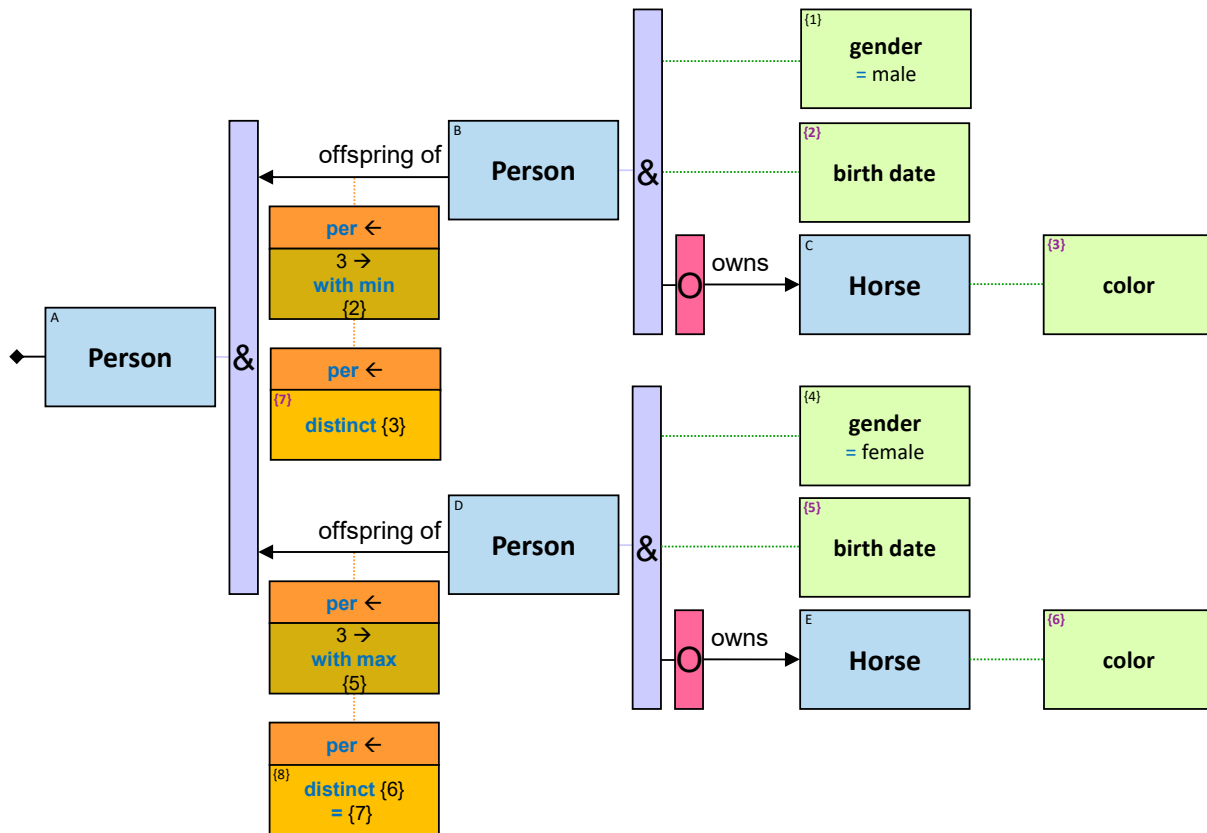 {1}
gender
= male
B
Person
offspring of
&
{2}
birth date
per ←
3 →
with min
{2}
O
owns
C
Horse
{3}
color
A
Person
&
per ←
{7}
distinct {3}
{4}
gender
= female
D
Person
offspring of
&
{5}
birth date
per ←
3 →
with max
{5}
O
owns
E
Horse
{6}
color
per ←
{8}
distinct {6}
= {7}